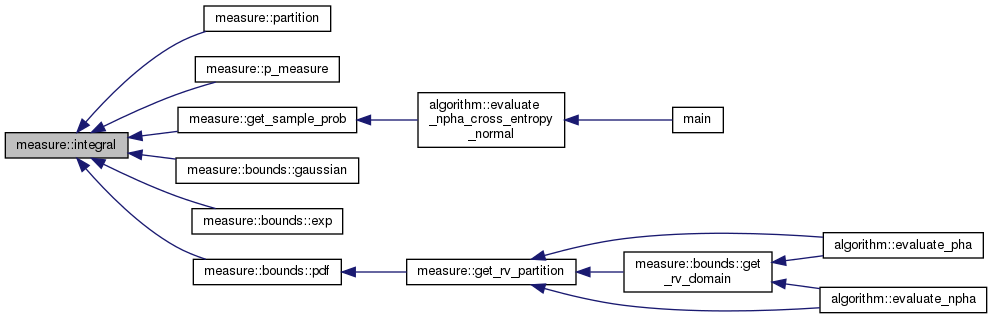 measure::partition
measure::p_measure
measure::get_sample_prob
algorithm::evaluate
_npha_cross_entropy
_normal
main
measure::integral
measure::bounds::gaussian
measure::bounds::exp
measure::bounds::pdf
measure::get_rv_partition
measure::bounds::get
_rv_domain
algorithm::evaluate_pha
algorithm::evaluate_npha